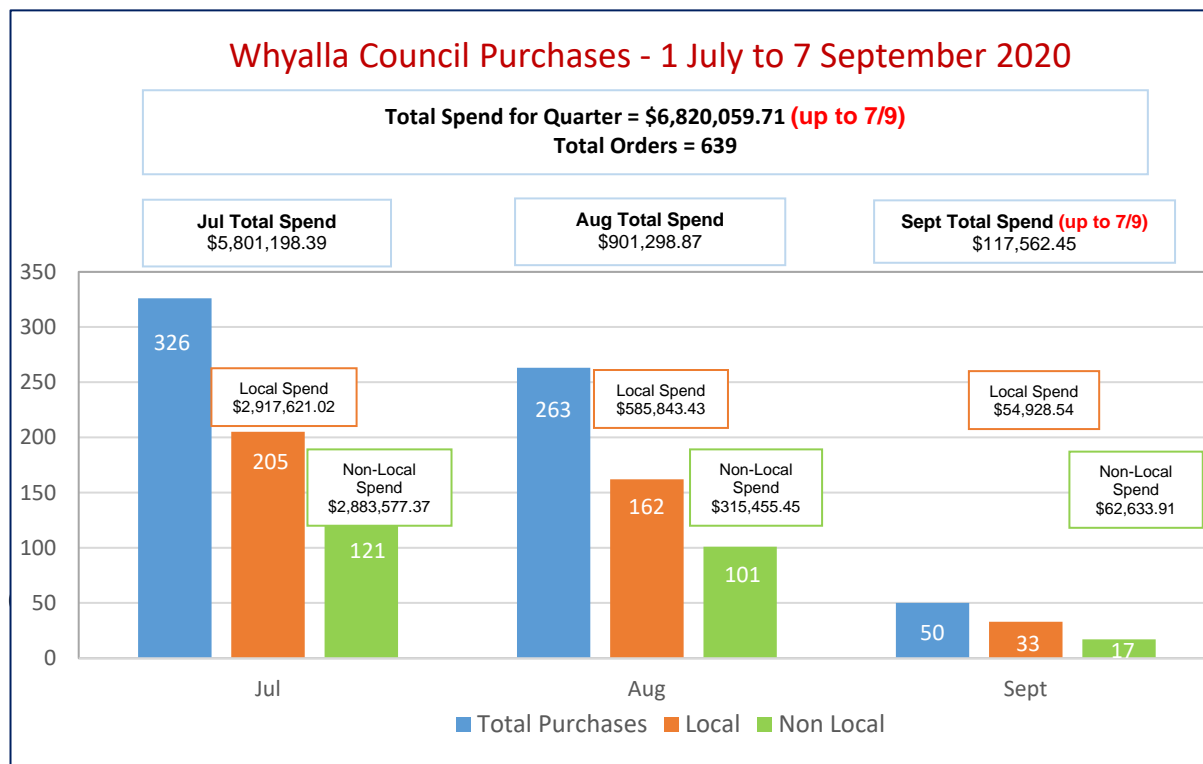 Whyalla Council Purchases - 1 July to 7 September 2020
Total Spend for Quarter = $6,820,059.71 (up to 7/9)
Total Orders = 639
Jul Total Spend
$5,801,198.39
Aug Total Spend
$901,298.87
Sept Total Spend (up to 7/9)
$117,562.45
350
300
250
200
150
100
50
0
326
Local Spend
$2,917,621.02
205
Non-Local
Spend
$2,883,577.37
121
263
Local Spend
$585,843.43
162
Non-Local
Spend
$315,455.45
101
50
Local Spend
$54,928.54
33
Non-Local
Spend
$62,633.91
17
Jul
Aug
Sept
Total Purchases
Local
Non Local